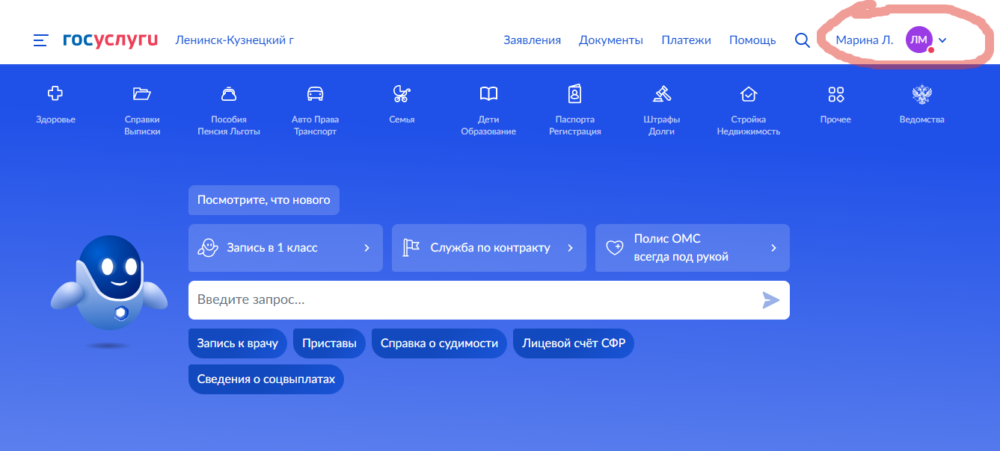 госуслуги
Ленинск-Кузнецкий г
Заявления
Документы
Платежи
Помощь
Марина Л.
ЛМ
Здоровье
Справки
Выписки
Пособия
Пенсия Льготы
Авто Права
Транспорт
Семья
Дети
Образование
Паспорта
Регистрация
Штрафы
Долги
Стройка
Недвижимость
Прочее
Ведомства
Посмотрите, что нового
Запись в 1 класс
Служба по контракту
Полис ОМС
всегда под рукой
Введите запрос...
Запись к врачу
Приставы
Справка о судимости
Лицевой счёт СФР
Сведения о соцвыплатах